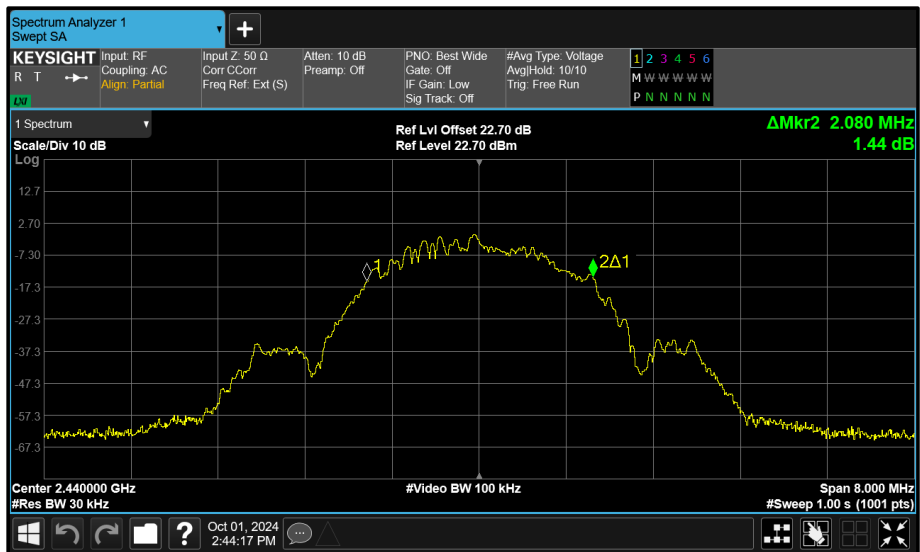 Spectrum Analyzer 1
Swept SA
KEYSIGHT
R T
LXI
Input: RF
Coupling: AC
Align: Partial
Input Z: 50 Ω
Corr CCorr
Freq Ref: Ext (S)
Atten: 10 dB
Preamp: Off
PNO: Best Wide
Gate: Off
IF Gain: Low
Sig Track: Off
#Avg Type: Voltage
Avg|Hold: 10/10
Trig: Free Run
1 2 3 4 5 6
M W W W W W
P N N N N N
1 Spectrum
Scale/Div 10 dB
Ref Lvl Offset 22.70 dB
Ref Level 22.70 dBm
ΔMkr2 2.080 MHz
1.44 dB
Log
12.7
2.70
-7.30
-17.3
-27.3
-37.3
-47.3
-57.3
-67.3
1
2Δ1
Center 2.440000 GHz
#Video BW 100 kHz
Span 8.000 MHz
#Res BW 30 kHz
#Sweep 1.00 s (1001 pts)
?
Oct 01, 2024
2:44:17 PM